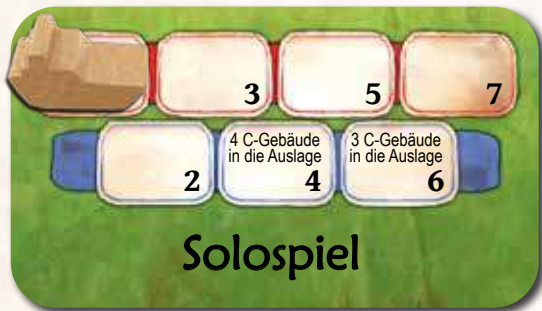 3 5 7
4 C-Gebäude
in die Auslage
3 C-Gebäude
in die Auslage
2 4 6
Solospiel